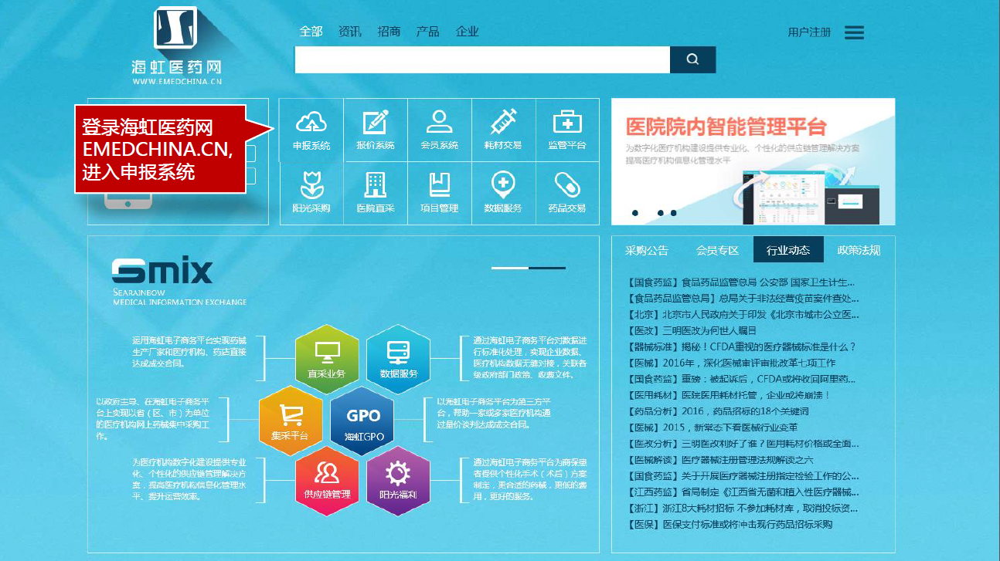 海虹医药网
WWW.EMEDCHINA.CN
全部 资讯 招商 产品 企业
用户注册
登录海虹医药网
EMEDCHINA.CN,
进入申报系统
申报系统 报价系统 会员系统 耗材交易 监管平台
阳光采购 医院直采 项目管理 数据服务 药品交易
医院院内智能管理平台
为数字化医疗机构建设提供专业化、个性化的供应链管理解决方案
提高医疗机构信息化管理水平
Smix
SEARAINBOW
MEDICAL INFORMATION EXCHANGE
运用海虹电子商务平台实现药械
生产厂家和医疗机构、药店直接
达成成交合同。
直采业务
数据服务
通过海虹电子商务平台对数据进
行标准化处理，实现企业数据、
医疗机构数据无缝对接，关联各
级政府部门政策、收费文件。
以政府主导、在海虹电子商务平
台上实现以省（区、市）为单位
的医疗机构网上药械集中采购工
作。
集采平台
GPO
海虹GPO
以海虹电子商务平台为第三方平
台，帮助一家或多家医疗机构通
过量价谈判达成成交合同。
为医疗机构数字化建设提供专业
化、个性化的供应链管理解决方
案，提高医疗机构信息化管理水
平、提升运营效率。
供应链管理
阳光福利
通过海虹电子商务平台为商保患
者提供个性化手术（术后）方案
制定，更合适的药械，更低的费
用，更好的服务。
采购公告 会员专区 行业动态 政策法规
【国食药监】食品药品监管总局 公安部 国家卫生计生...
【食品药品监管总局】总局关于非法经营疫苗案件查处...
【北京】北京市人民政府关于印发《北京市城市公立医...
【医改】三明医改为何世人瞩目
【器械标准】揭秘！CFDA重视的医疗器械标准是什么？
【医械】2016年，深化医械审评审批改革七项工作
【国食药监】重磅：被起诉后，CFDA或将收回阿里药...
【医用耗材】医院医用耗材托管，企业或将崩溃！
【药品分析】2016，药品招标的18个关键词
【医械】2015，新常态下看医械行业变革
【医改分析】三明医改利好了谁？医用耗材价格或全面...
【医械解读】医疗器械注册管理法规解读之六
【国食药监】关于开展医疗器械注册指定检验工作的公...
【江西药监】省局制定《江西省无菌和植入性医疗器械...
【浙江】浙江8大耗材招标 不参加耗材库，取消投标资...
【医保】医保支付标准或将冲击现行药品招标采购